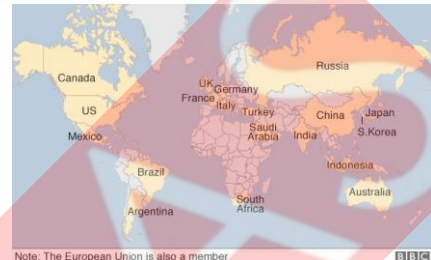 Canada
Russia
UK
Germany
France
Italy
Turkey
US
China
Japan
S.Korea
Mexico
Saudi
Arabia
India
Indonesia
Brazil
Australia
South
Africa
Argentina
Note: The European Union is also a member
BBC